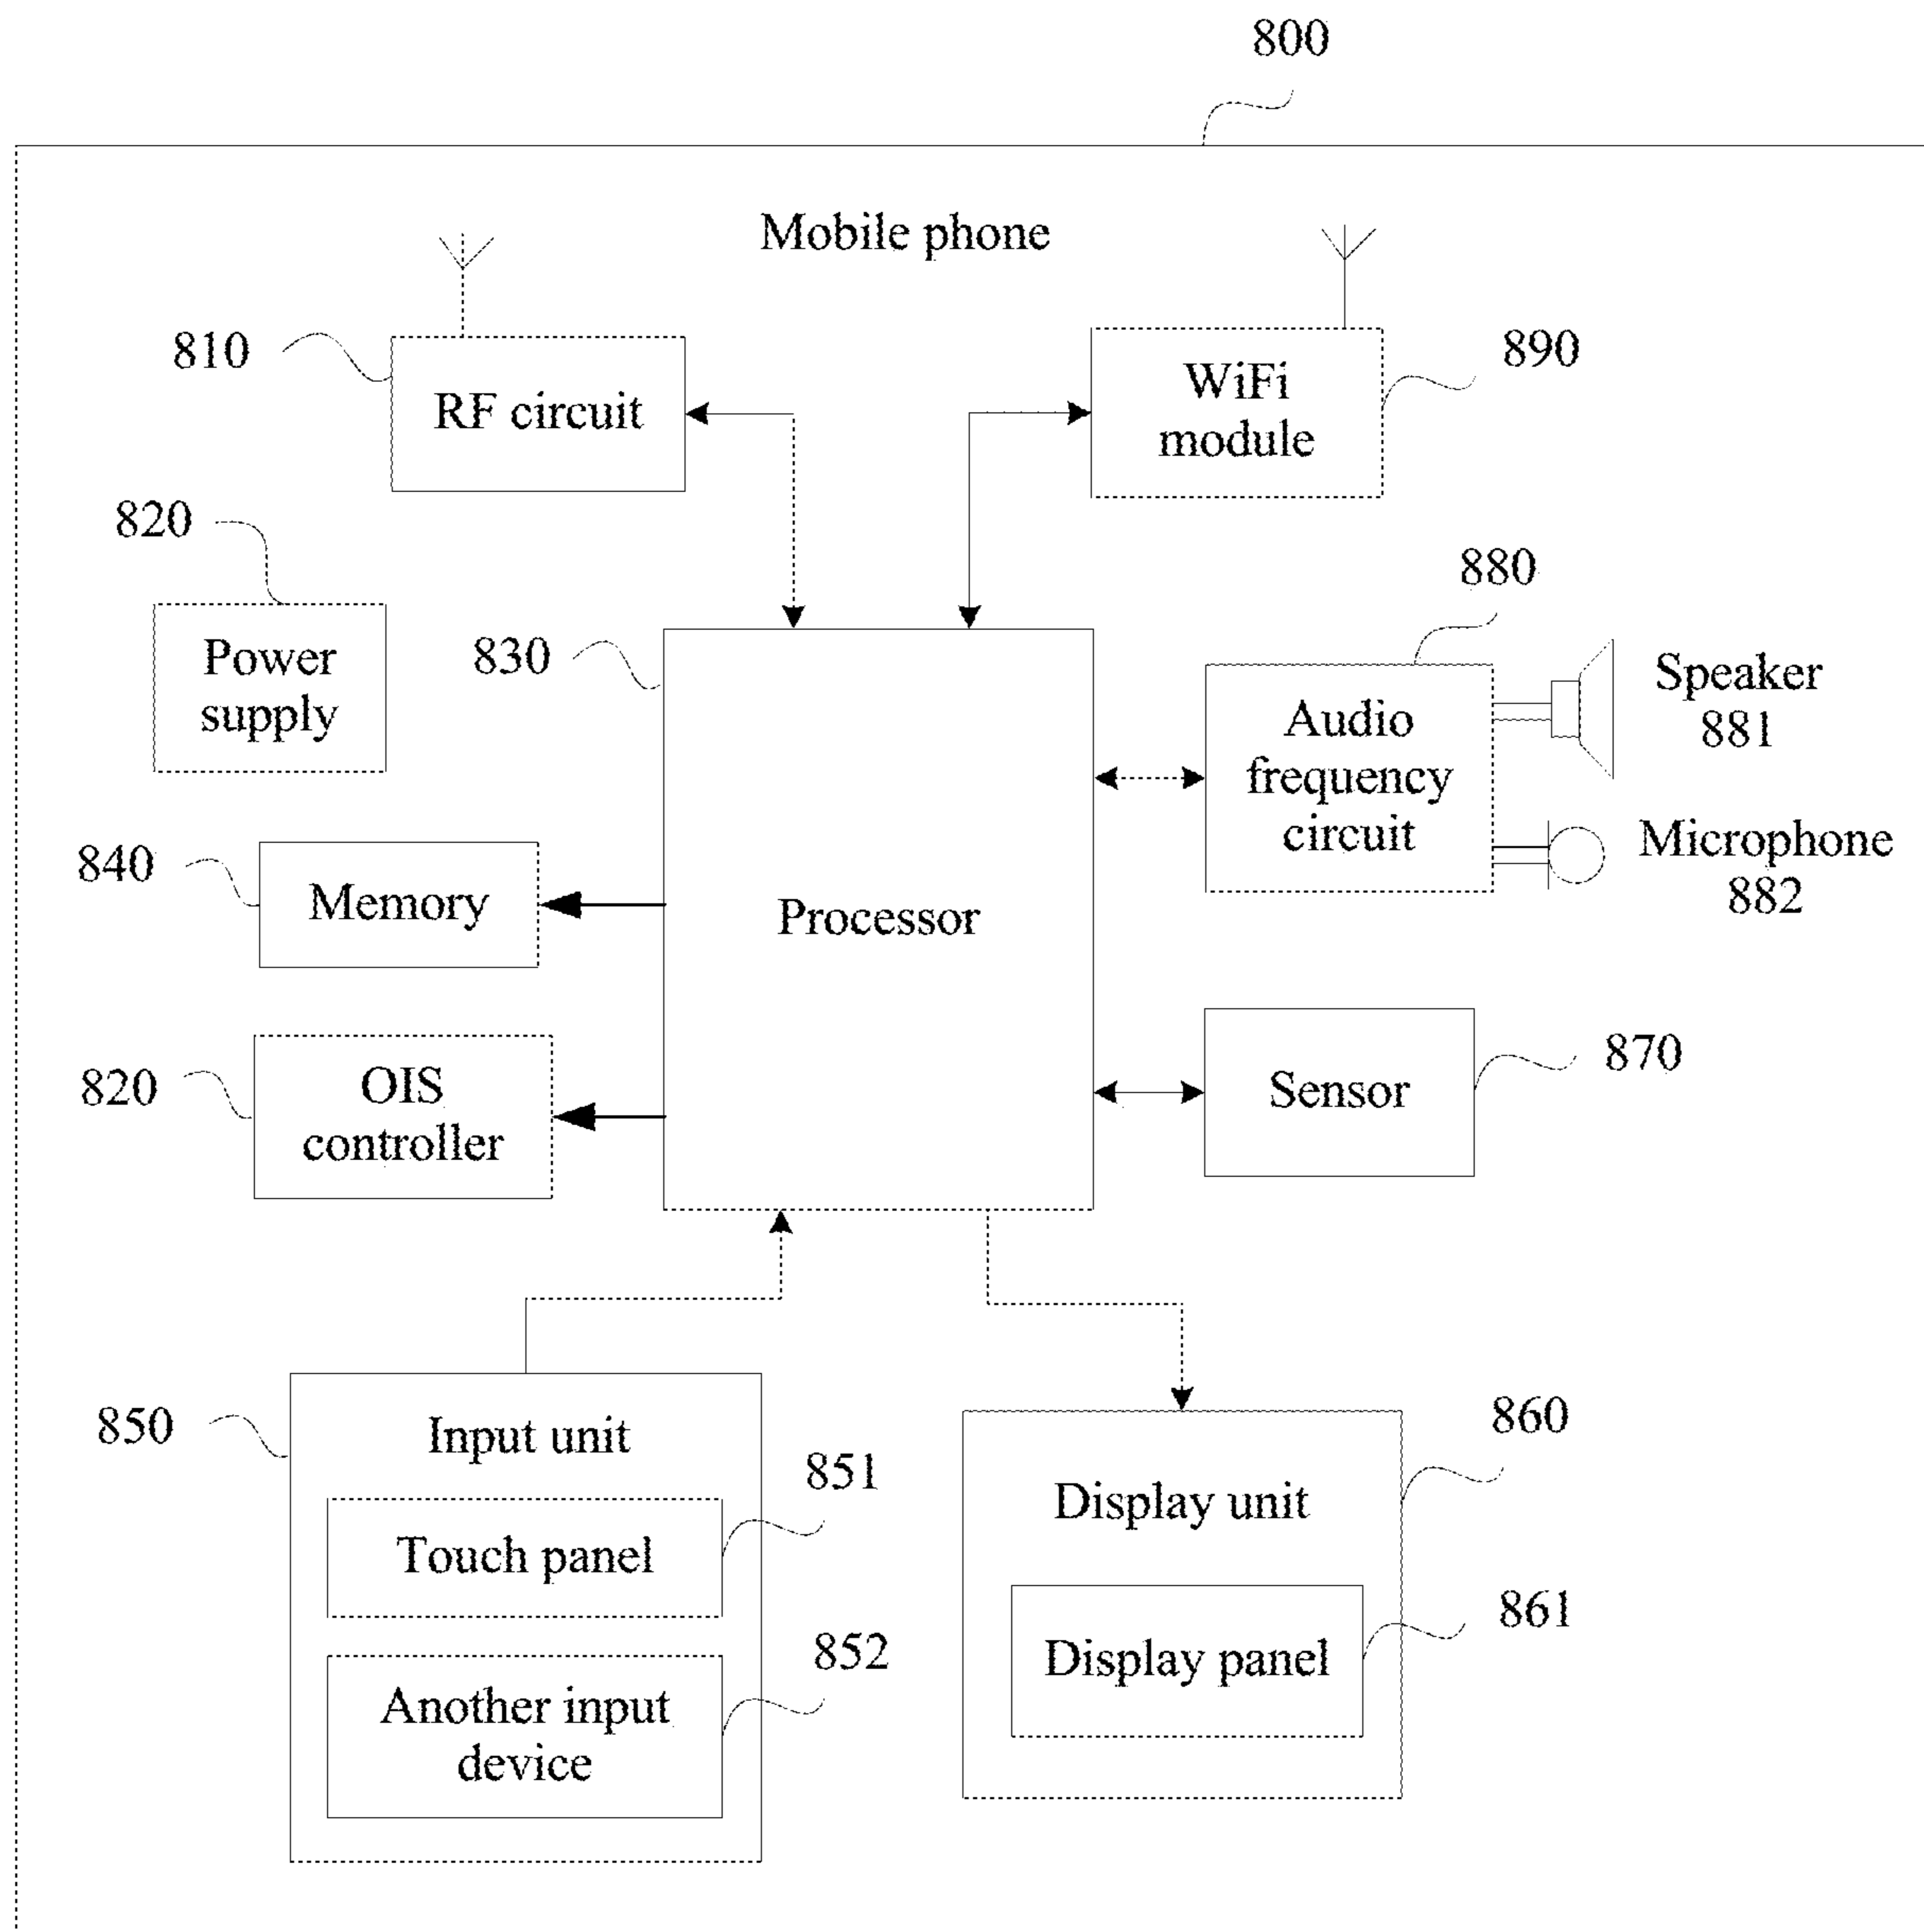 800
Mobile phone
810
RF circuit
WiFi
module
890
820
Power
supply
830
Processor
880
Audio
frequency
circuit
Speaker
881
Microphone
882
840
Memory
820
OIS
controller
Sensor
870
850
Input unit
851
Touch panel
852
Another input
device
860
Display unit
861
Display panel